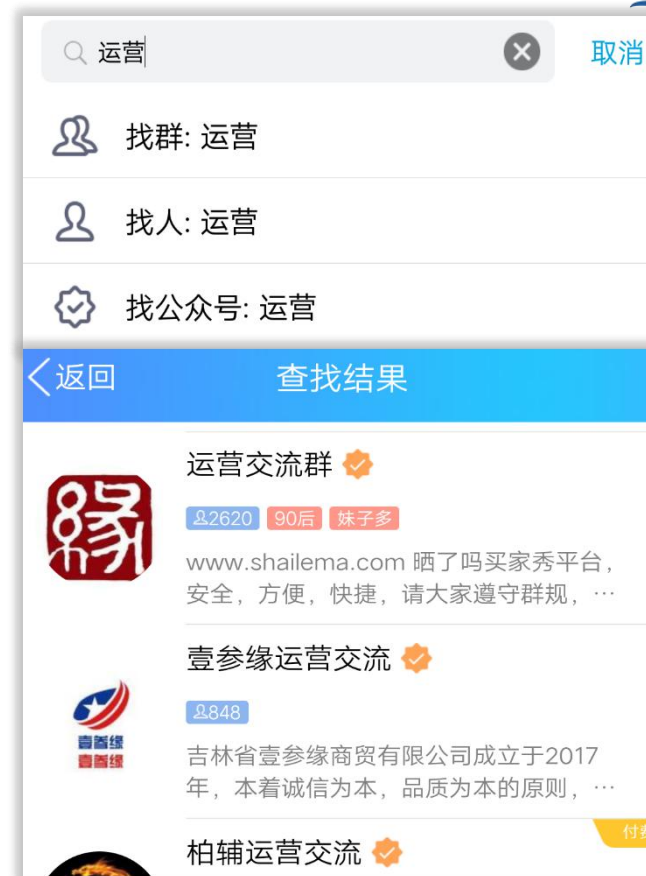 运营
取消
找群: 运营
找人: 运营
找公众号: 运营
返回
查找结果
運营交流群
2620 90后 妹子多
www.shailema.com 晒了吗买家秀平台，
安全，方便，快捷，请大家遵守群规，…
壹参缘运营交流
848
壹参缘
壹参缘
吉林省壹参缘商贸有限公司成立于2017
年，本着诚信为本，品质为本的原则，…
付费
柏辅运营交流